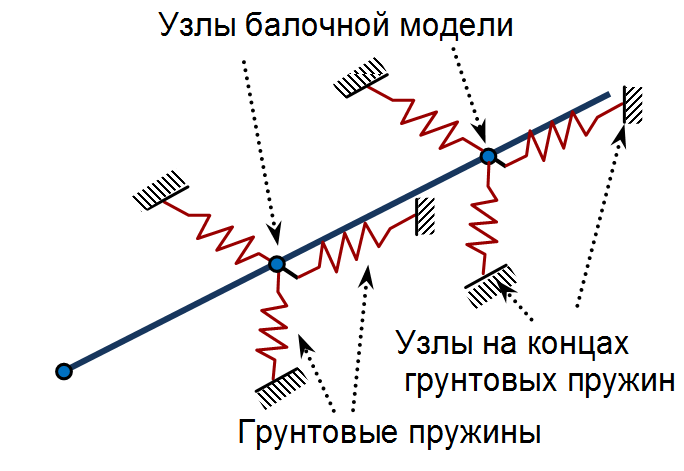 Узлы балочной модели
Узлы на концах
грунтовых пружин
Грунтовые пружины